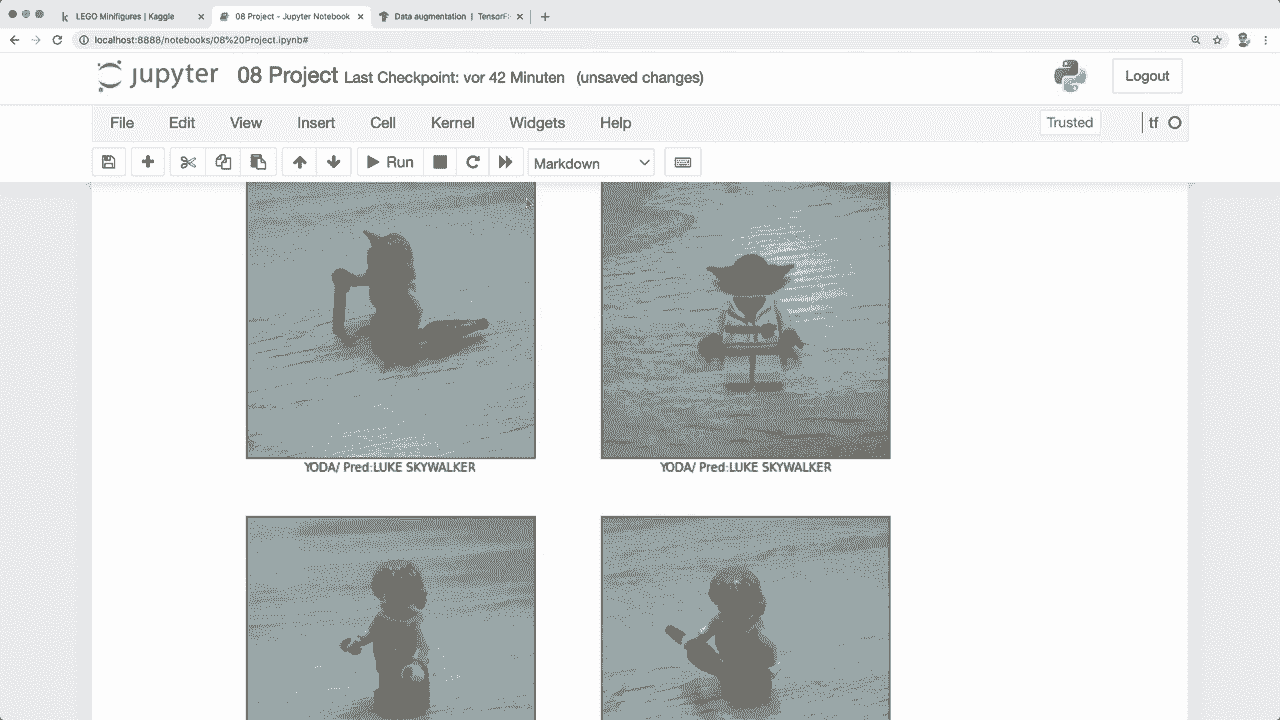 LEGO Minifigures | Kaggle
08 Project - Jupyter Notebook
Data augmentation | TensorF
localhost:8888/notebooks/08%20Project.ipynb#
jupyter 08 Project Last Checkpoint: vor 42 Minuten (unsaved changes)
Logout
File Edit View Insert Cell Kernel Widgets Help
Trusted
tf
Run
Markdown
YODA/ Pred:LUKE SKYWALKER
YODA/ Pred:LUKE SKYWALKER